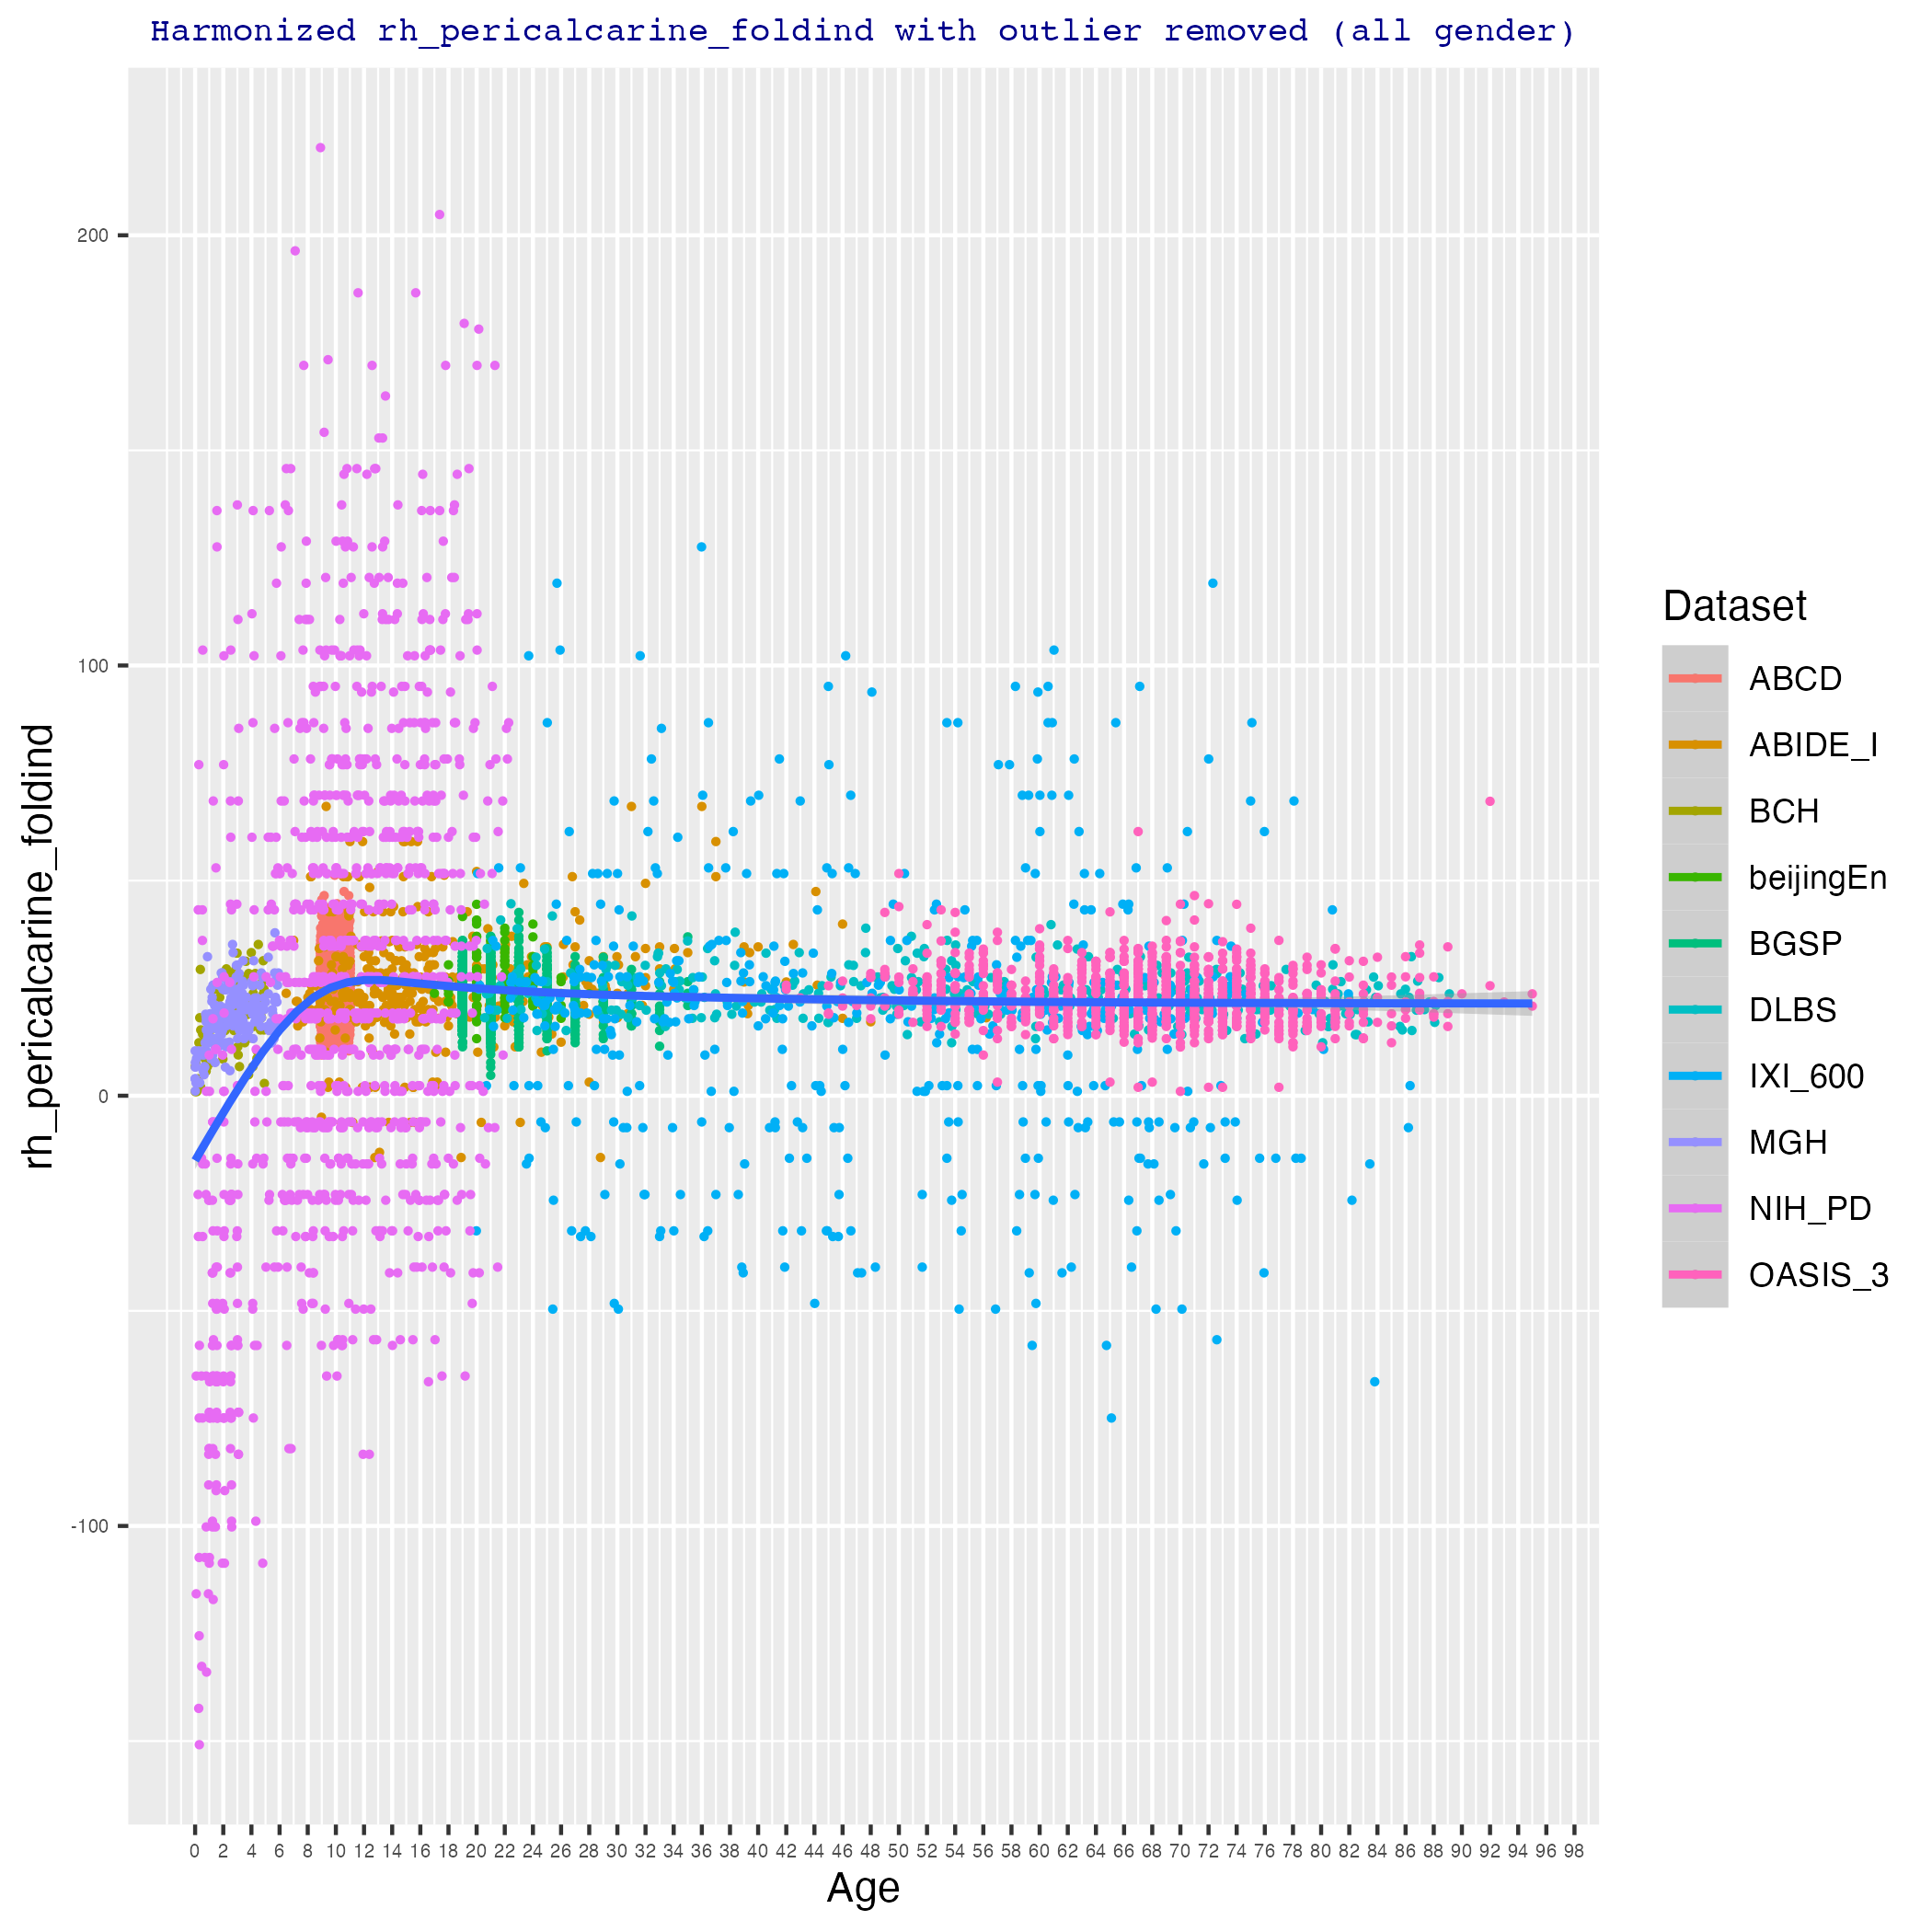 Harmonized rh_pericalcarine_foldind with outlier removed (all gender)
rh_pericalcarine_foldind
200
100
0
-100
0 2 4 6 8 10 12 14 16 18 20 22 24 26 28 30 32 34 36 38 40 42 44 46 48 50 52 54 56 58 60 62 64 66 68 70 72 74 76 78 80 82 84 86 88 90 92 94 96 98
Age
Dataset
ABCD
ABIDE_I
BCH
beijingEn
BGSP
DLBS
IXI_600
MGH
NIH_PD
OASIS_3